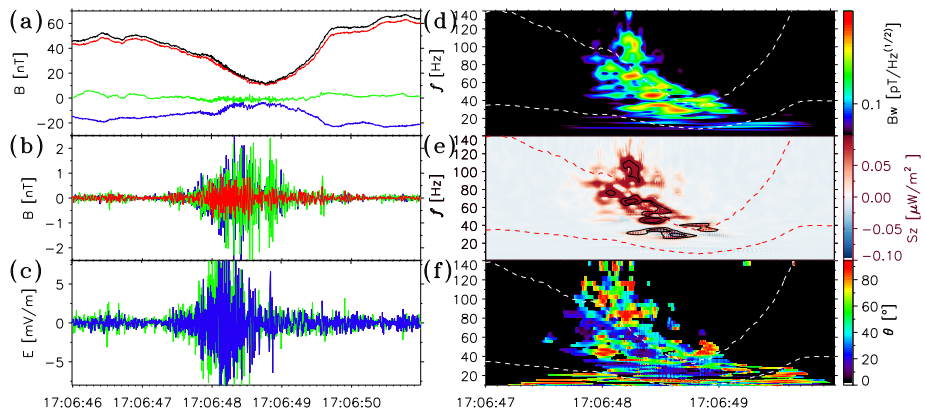 (a)
60
40
20
0
−20
B [nT]
(b)
2
1
0
−1
−2
B [nT]
(c)
5
0
−5
E [mV/m]
17:06:46 17:06:47 17:06:48 17:06:49 17:06:50
(d)
140
120
100
80
60
40
20
f [Hz]
0.1
Bw [pT/Hz(1/2)]
(e)
140
120
100
80
60
40
20
f [Hz]
0.05
0.00
−0.05
−0.10
Sz [μW/m2]
(f)
140
120
100
80
60
40
20
f [Hz]
80
60
40
20
0
θ [°]
17:06:47 17:06:48 17:06:49